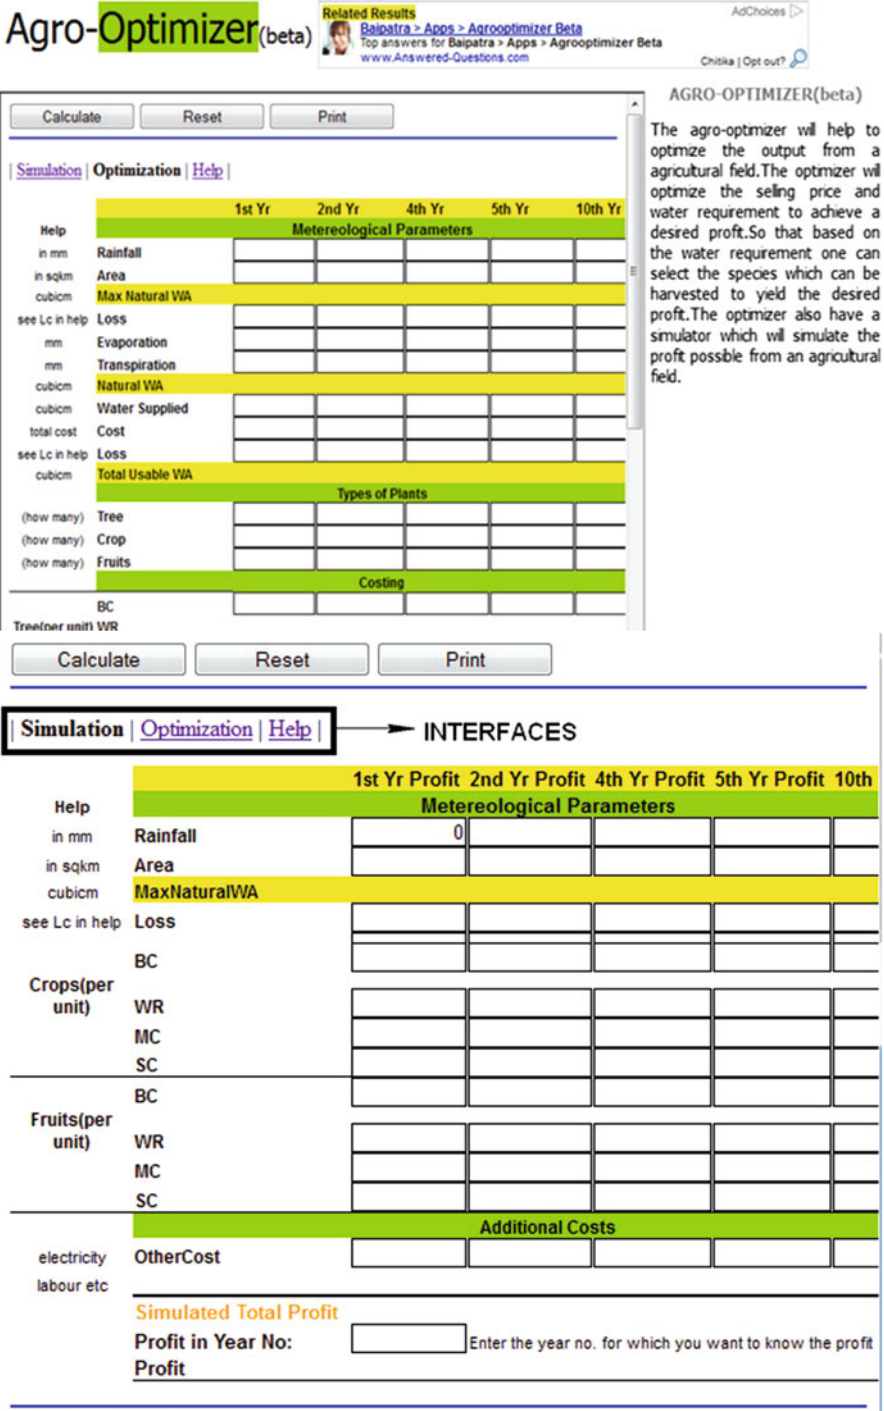 Agro-Optimizer(beta)
Related Results
Baipatra > Apps > Agrooptimizer Beta
Top answers for Baipatra > Apps > Agrooptimizer Beta
www.Answered-Questions.com
AdChoices
Chitika | Opt out?
AGRO-OPTIMIZER(beta)
The agro-optimizer will help to
optimize the output from a
agricultural field.The optimizer will
optimize the selling price and
water requirement to achieve a
desired profit.So that based on
the water requirement one can
select the species which can be
harvested to yield the desired
profit.The optimizer also have a
simulator which will simulate the
profit possible from an agricultural
field.
Calculate Reset Print
| Simulation | Optimization | Help |
1st Yr 2nd Yr 4th Yr 5th Yr 10th Yr
Help Metereological Parameters
in mm Rainfall
in sqkm Area
cubicm Max Natural WA
see Lc in help Loss
mm Evaporation
mm Transpiration
cubicm Natural WA
cubicm Water Supplied
total cost Cost
see Lc in help Loss
cubicm Total Usable WA
Types of Plants
(how many) Tree
(how many) Crop
(how many) Fruits
Costing
BC
Tree(per unit) WR
Calculate Reset Print
| Simulation | Optimization | Help | INTERFACES
1st Yr Profit 2nd Yr Profit 4th Yr Profit 5th Yr Profit 10th
Help Metereological Parameters
in mm Rainfall 0
in sqkm Area
cubicm MaxNaturalWA
see Lc in help Loss
BC
Crops(per
unit) WR
MC
SC
BC
Fruits(per
unit) WR
MC
SC
Additional Costs
electricity OtherCost
labour etc
Simulated Total Profit
Profit in Year No: Enter the year no. for which you want to know the profit
Profit